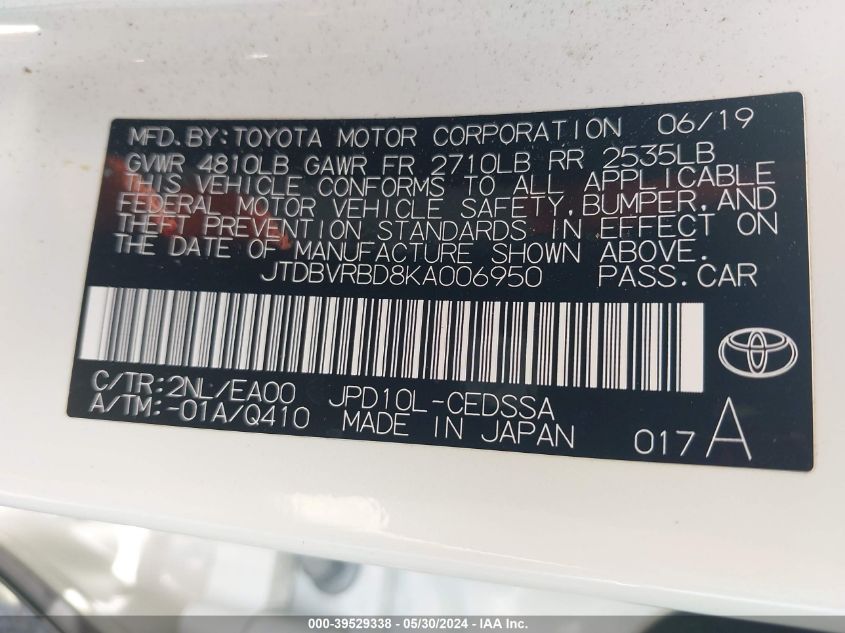 MFD.BY:TOYOTA MOTOR CORPORATION 06/19
GVWR 4810LB GAWR FR 2710LB RR 2535LB
THIS VEHICLE CONFORMS TO ALL APPLICABLE
FEDERAL MOTOR VEHICLE SAFETY,BUMPER,AND
THEFT PREVENTION STANDARDS IN EFFECT ON
THE DATE OF MANUFACTURE SHOWN ABOVE.
JTDBVRBD8KA006950 PASS.CAR
C/TR:2NL/EA00 JPD10L-CEDSSA
A/TM:-01A/Q410 MADE IN JAPAN 017A
000-39529338 - 05/30/2024 - IAA Inc.